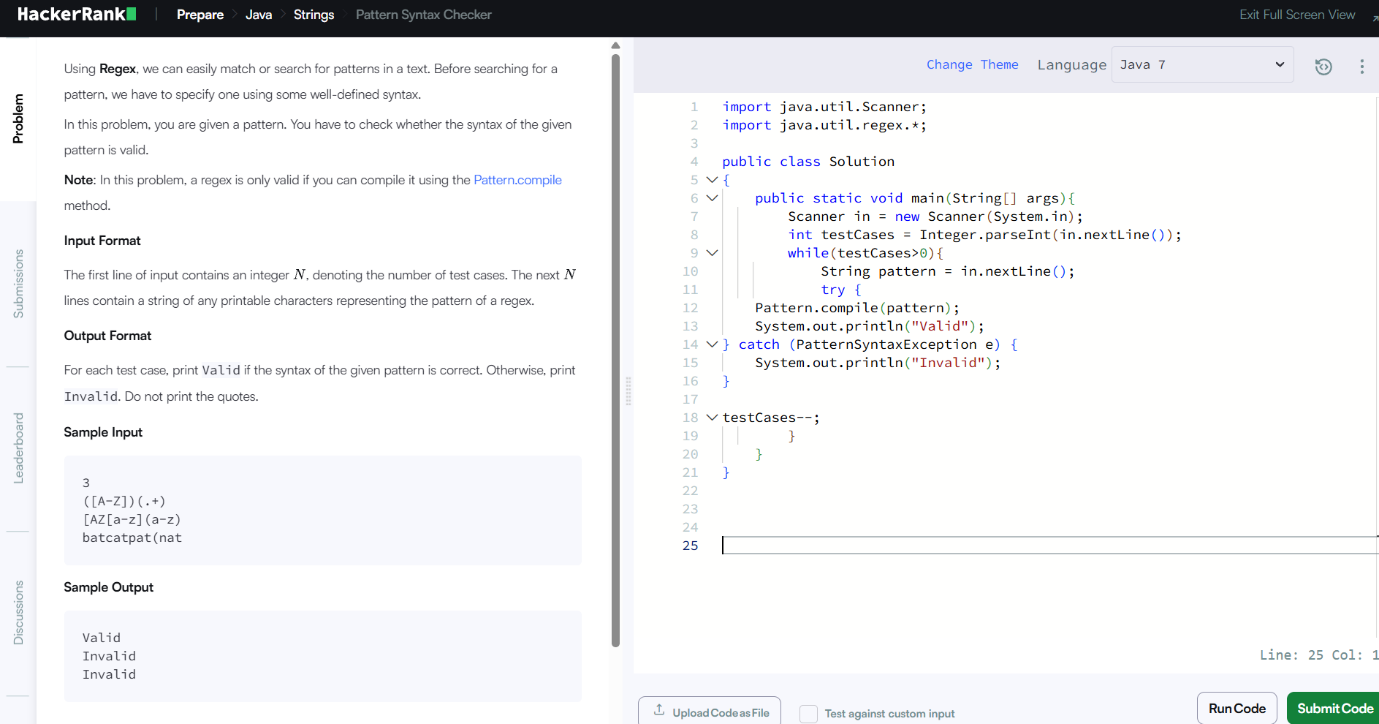 HackerRank | Prepare > Java > Strings > Pattern Syntax Checker
Exit Full Screen View
Problem
Submissions
Leaderboard
Discussions
Using Regex, we can easily match or search for patterns in a text. Before searching for a
pattern, we have to specify one using some well-defined syntax.
In this problem, you are given a pattern. You have to check whether the syntax of the given
pattern is valid.
Note: In this problem, a regex is only valid if you can compile it using the Pattern.compile
method.
Input Format
The first line of input contains an integer N, denoting the number of test cases. The next N
lines contain a string of any printable characters representing the pattern of a regex.
Output Format
For each test case, print Valid if the syntax of the given pattern is correct. Otherwise, print
Invalid. Do not print the quotes.
Sample Input
3
([A-Z])(.+)
[AZ[a-z](a-z)
batcatpat(nat
Sample Output
Valid
Invalid
Invalid
Change Theme Language Java 7
1 import java.util.Scanner;
2 import java.util.regex.*;
3
4 public class Solution
5 {
6     public static void main(String[] args){
7         Scanner in = new Scanner(System.in);
8         int testCases = Integer.parseInt(in.nextLine());
9         while(testCases>0){
10             String pattern = in.nextLine();
11             try {
12     Pattern.compile(pattern);
13     System.out.println("Valid");
14 } catch (PatternSyntaxException e) {
15     System.out.println("Invalid");
16 }
17
18 testCases--;
19         }
20     }
21 }
22
23
24
25
Line: 25 Col: 1
Upload Code as File
Test against custom input
Run Code
Submit Code